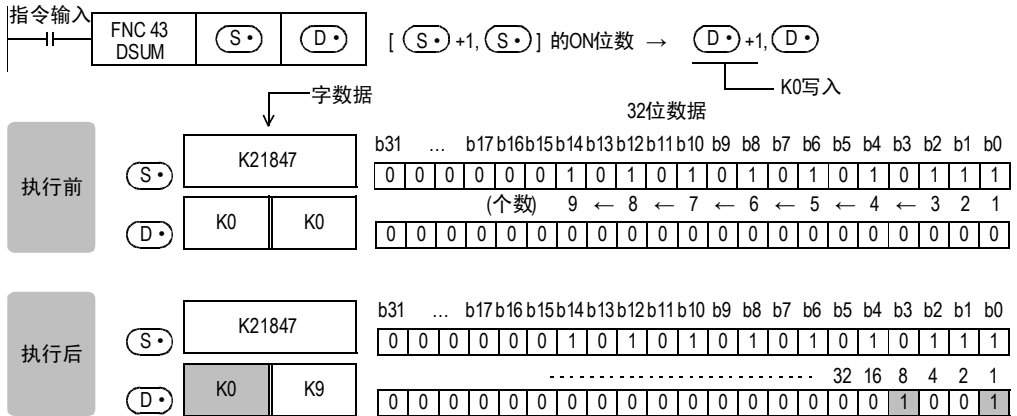 指令输入
FNC 43
DSUM
S· D· [ S· +1, S· ] 的ON位数 → D· +1, D·
K0写入
字数据
32位数据
执行前
b31 … b17 b16 b15 b14 b13 b12 b11 b10 b9 b8 b7 b6 b5 b4 b3 b2 b1 b0
S· K21847 0 0 0 0 0 0 1 0 1 0 1 0 1 0 1 0 1 0 1 1 1
(个数) 9 ← 8 ← 7 ← 6 ← 5 ← 4 ← 3 2 1
D· K0 K0 0 0 0 0 0 0 0 0 0 0 0 0 0 0 0 0 0 0 0 0 0
执行后
b31 … b17 b16 b15 b14 b13 b12 b11 b10 b9 b8 b7 b6 b5 b4 b3 b2 b1 b0
S· K21847 0 0 0 0 0 0 1 0 1 0 1 0 1 0 1 0 1 0 1 1 1
32 16 8 4 2 1
D· K0 K9 0 0 0 0 0 0 0 0 0 0 0 0 0 0 0 0 0 1 0 0 1